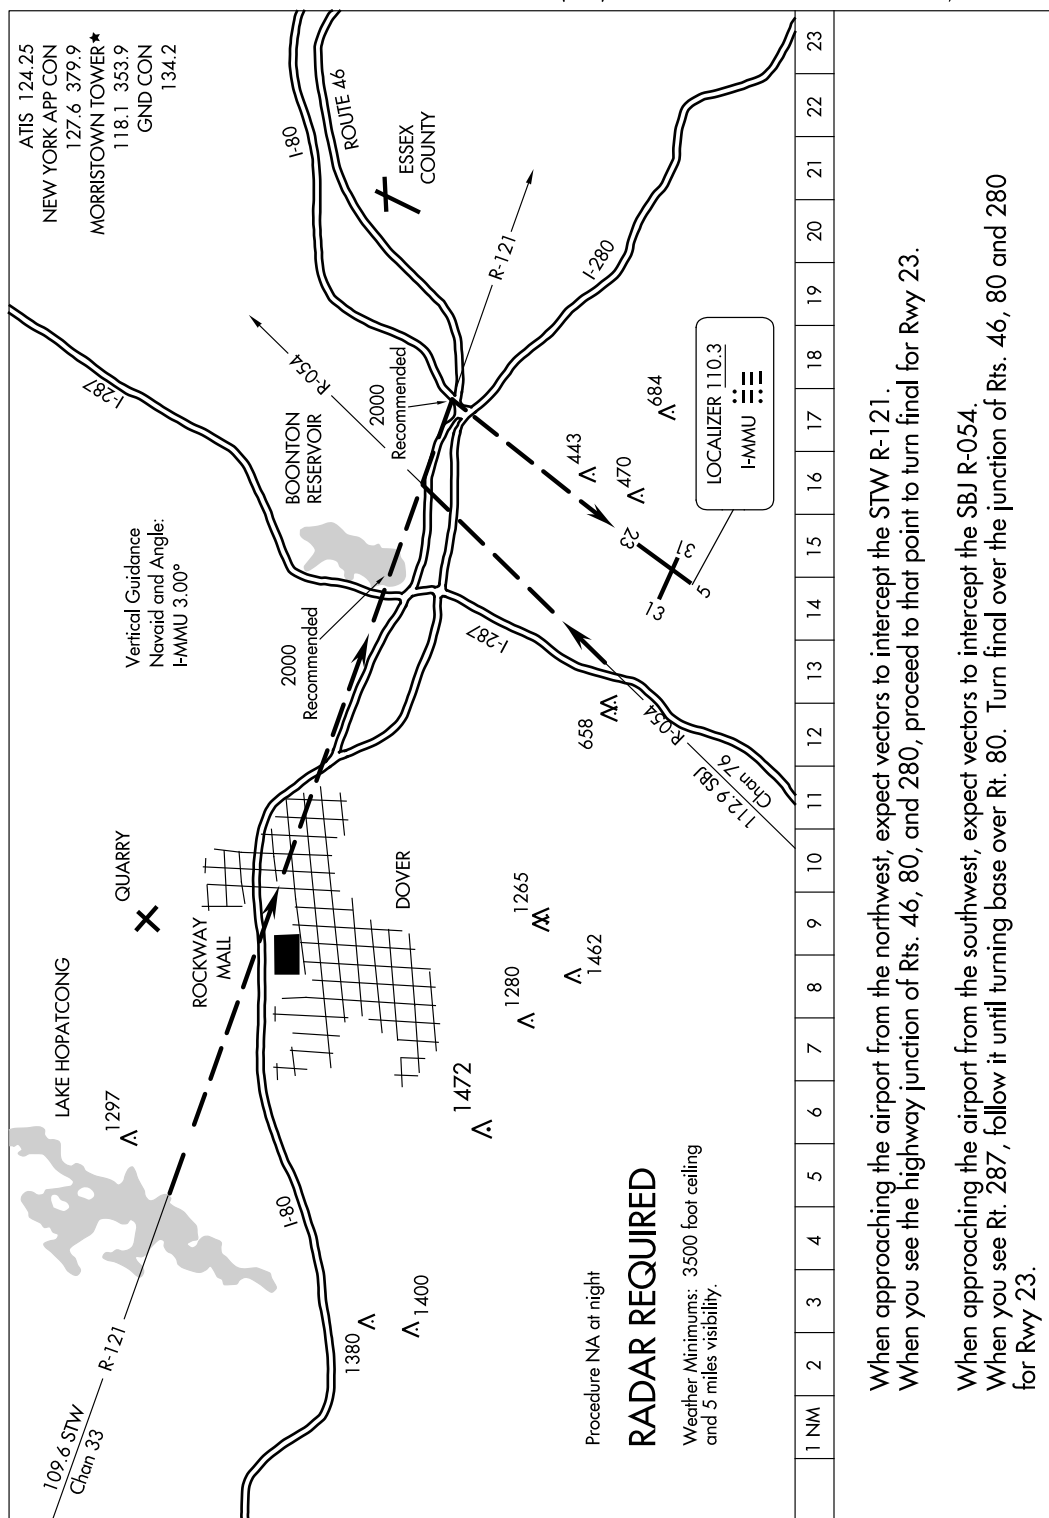 ATIS 124.25
NEW YORK APP CON
127.6 379.9
MORRISTOWN TOWER★
118.1 353.9
GND CON
134.2
109.6 STW
Chan 33
R-121
LAKE HOPATCONG
1297
QUARRY
ROCKWAY
MALL
Vertical Guidance
Navaid and Angle:
I-MMU 3.00°
I-287
I-80
ROUTE 46
ESSEX
COUNTY
BOONTON
RESERVOIR
R-054
2000
Recommended
2000
Recommended
R-121
I-280
I-80
1380
1400
1472
DOVER
1280
1265
1462
I-287
658
R-054
112.9 SBJ
Chan 76
443
470
684
23
31
13
5
LOCALIZER 110.3
I-MMU
Procedure NA at night
RADAR REQUIRED
Weather Minimums: 3500 foot ceiling
and 5 miles visibility.
1 NM 2 3 4 5 6 7 8 9 10 11 12 13 14 15 16 17 18 19 20 21 22 23
When approaching the airport from the northwest, expect vectors to intercept the STW R-121.
When you see the highway junction of Rts. 46, 80, and 280, proceed to that point to turn final for Rwy 23.
When approaching the airport from the southwest, expect vectors to intercept the SBJ R-054.
When you see Rt. 287, follow it until turning base over Rt. 80. Turn final over the junction of Rts. 46, 80 and 280
for Rwy 23.